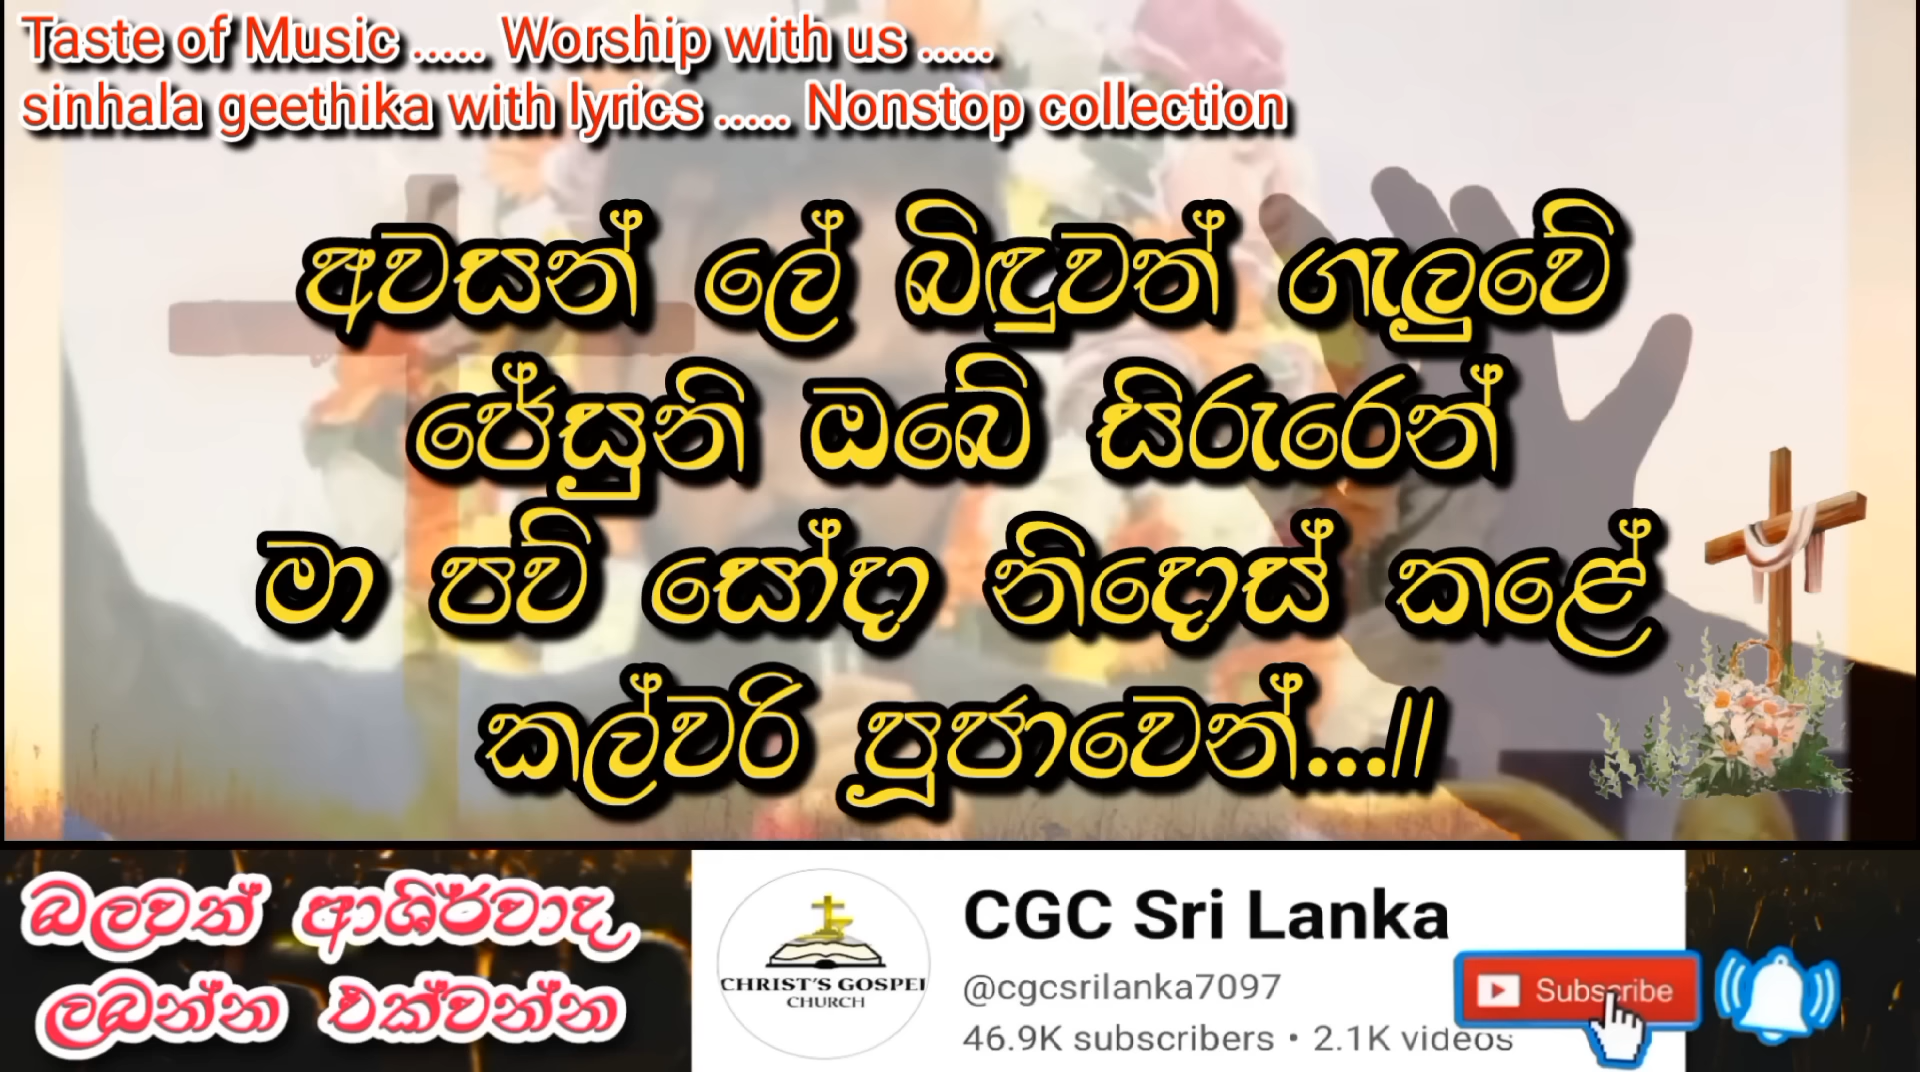 Taste of Music ..... Worship with us .....
sinhala geethika with lyrics ..... Nonstop collection
අවසන් ලේ බිඳුවත් ගැලුවේ
ජේසුනි ඔබේ සිරුරෙන්
මා පව් සෝදා නිදොස් කළේ
කල්වරි පූජාවෙන්...//
බලවත් ආශිර්වාද
ලබන්න එක්වන්න
CHRIST'S GOSPEL
CHURCH
CGC Sri Lanka
@cgcsrilanka7097
46.9K subscribers • 2.1K videos
Subscribe